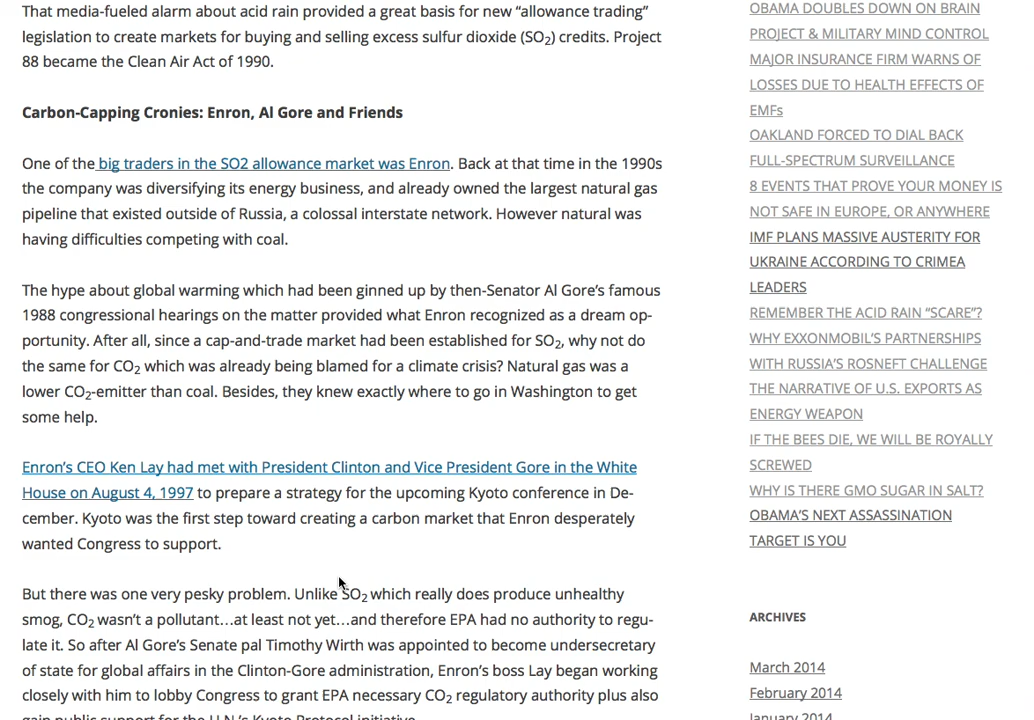 That media-fueled alarm about acid rain provided a great basis for new “allowance trading”
legislation to create markets for buying and selling excess sulfur dioxide (SO2) credits. Project
88 became the Clean Air Act of 1990.
Carbon-Capping Cronies: Enron, Al Gore and Friends
One of the big traders in the SO2 allowance market was Enron. Back at that time in the 1990s
the company was diversifying its energy business, and already owned the largest natural gas
pipeline that existed outside of Russia, a colossal interstate network. However natural was
having difficulties competing with coal.
The hype about global warming which had been ginned up by then-Senator Al Gore’s famous
1988 congressional hearings on the matter provided what Enron recognized as a dream op-
portunity. After all, since a cap-and-trade market had been established for SO2, why not do
the same for CO2 which was already being blamed for a climate crisis? Natural gas was a
lower CO2-emitter than coal. Besides, they knew exactly where to go in Washington to get
some help.
Enron’s CEO Ken Lay had met with President Clinton and Vice President Gore in the White
House on August 4, 1997 to prepare a strategy for the upcoming Kyoto conference in De-
cember. Kyoto was the first step toward creating a carbon market that Enron desperately
wanted Congress to support.
But there was one very pesky problem. Unlike SO2 which really does produce unhealthy
smog, CO2 wasn’t a pollutant…at least not yet…and therefore EPA had no authority to regu-
late it. So after Al Gore’s Senate pal Timothy Wirth was appointed to become undersecretary
of state for global affairs in the Clinton-Gore administration, Enron’s boss Lay began working
closely with him to lobby Congress to grant EPA necessary CO2 regulatory authority plus also
gain public support for the U.N.’s Kyoto Protocol initiative.
OBAMA DOUBLES DOWN ON BRAIN
PROJECT & MILITARY MIND CONTROL
MAJOR INSURANCE FIRM WARNS OF
LOSSES DUE TO HEALTH EFFECTS OF
EMFs
OAKLAND FORCED TO DIAL BACK
FULL-SPECTRUM SURVEILLANCE
8 EVENTS THAT PROVE YOUR MONEY IS
NOT SAFE IN EUROPE, OR ANYWHERE
IMF PLANS MASSIVE AUSTERITY FOR
UKRAINE ACCORDING TO CRIMEA
LEADERS
REMEMBER THE ACID RAIN “SCARE”?
WHY EXXONMOBIL’S PARTNERSHIPS
WITH RUSSIA’S ROSNEFT CHALLENGE
THE NARRATIVE OF U.S. EXPORTS AS
ENERGY WEAPON
IF THE BEES DIE, WE WILL BE ROYALLY
SCREWED
WHY IS THERE GMO SUGAR IN SALT?
OBAMA’S NEXT ASSASSINATION
TARGET IS YOU
ARCHIVES
March 2014
February 2014
January 2014